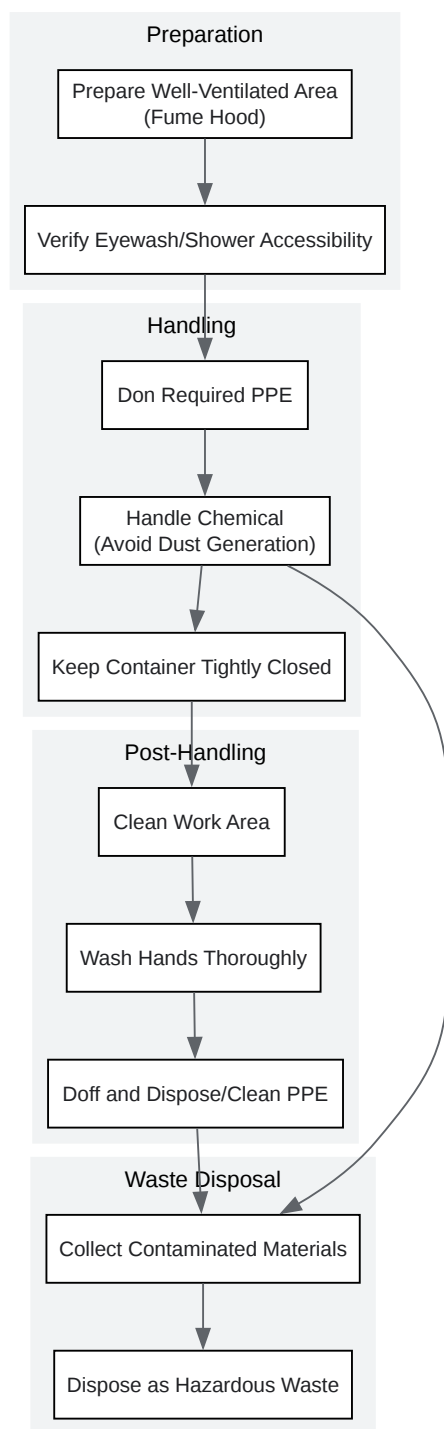 Preparation
Prepare Well-Ventilated Area
(Fume Hood)
Verify Eyewash/Shower Accessibility
Handling
Don Required PPE
Handle Chemical
(Avoid Dust Generation)
Keep Container Tightly Closed
Post-Handling
Clean Work Area
Wash Hands Thoroughly
Doff and Dispose/Clean PPE
Waste Disposal
Collect Contaminated Materials
Dispose as Hazardous Waste